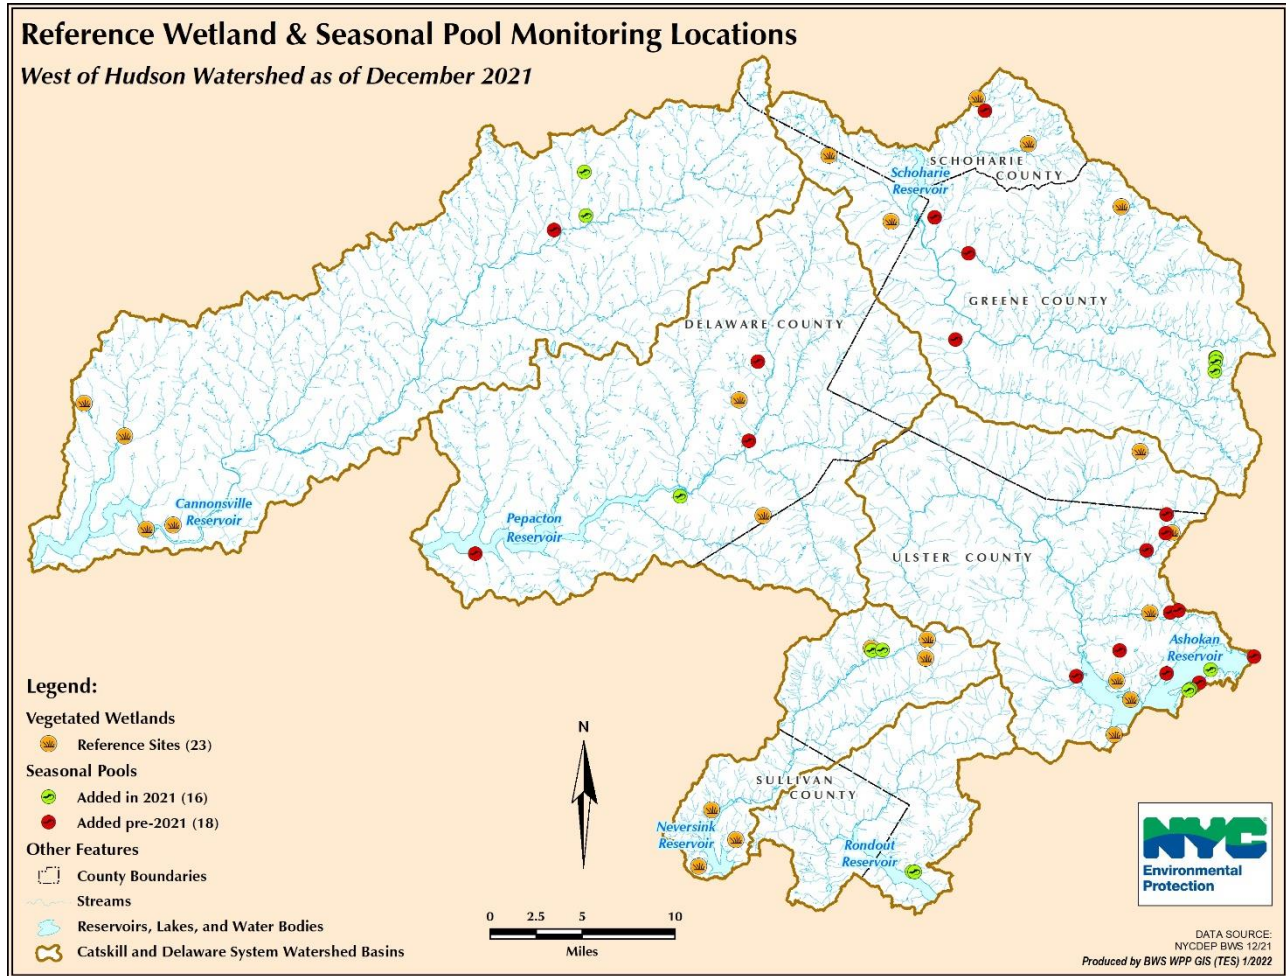 Reference Wetland & Seasonal Pool Monitoring Locations
West of Hudson Watershed as of December 2021
SCHOHARIE
COUNTY
Schoharie
Reservoir
GREENE COUNTY
DELAWARE COUNTY
Cannonsville
Reservoir
Pepacton
Reservoir
ULSTER COUNTY
Ashokan
Reservoir
SULLIVAN
COUNTY
Neversink
Reservoir
Rondout
Reservoir
Legend:
Vegetated Wetlands
Reference Sites (23)
Seasonal Pools
Added in 2021 (16)
Added pre-2021 (18)
Other Features
County Boundaries
Streams
Reservoirs, Lakes, and Water Bodies
Catskill and Delaware System Watershed Basins
N
0 2.5 5 10
Miles
NYC
Environmental
Protection
DATA SOURCE:
NYCDEP BWS 12/21
Produced by BWS WPP GIS (TES) 1/2022